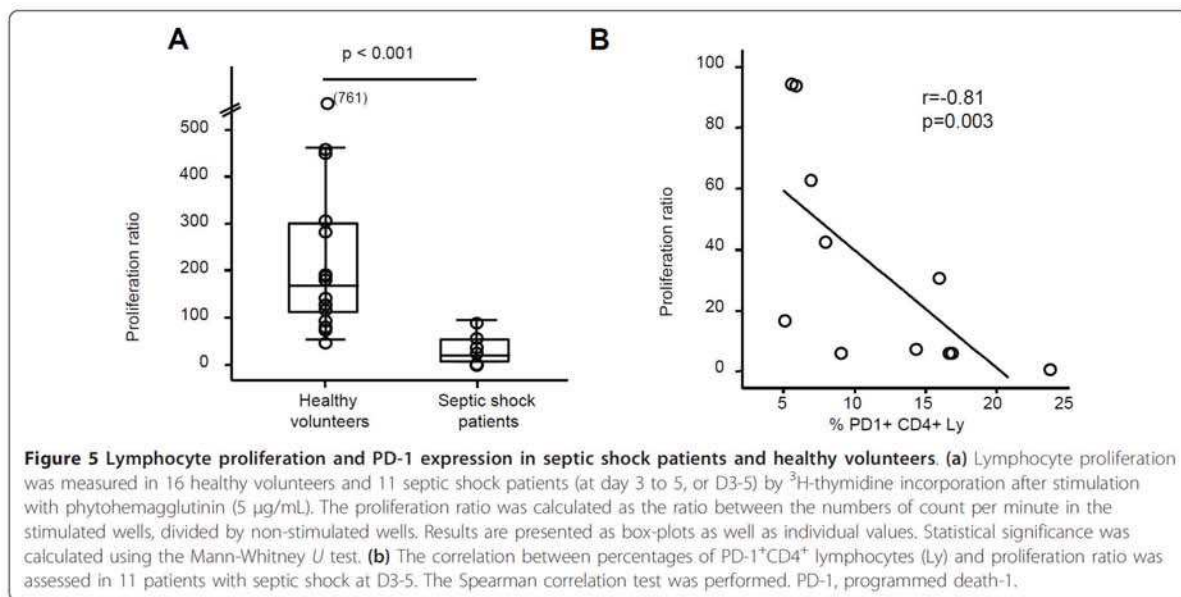 A
p < 0.001
(761)
500
400
300
200
100
0
Proliferation ratio
Healthy
volunteers
Septic shock
patients
B
100
80
60
40
20
0
Proliferation ratio
r=-0.81
p=0.003
5
10
15
20
25
% PD1+ CD4+ Ly
Figure 5 Lymphocyte proliferation and PD-1 expression in septic shock patients and healthy volunteers. (a) Lymphocyte proliferation
was measured in 16 healthy volunteers and 11 septic shock patients (at day 3 to 5, or D3-5) by ³H-thymidine incorporation after stimulation
with phytohemagglutinin (5 μg/mL). The proliferation ratio was calculated as the ratio between the numbers of count per minute in the
stimulated wells, divided by non-stimulated wells. Results are presented as box-plots as well as individual values. Statistical significance was
calculated using the Mann-Whitney U test. (b) The correlation between percentages of PD-1⁺CD4⁺ lymphocytes (Ly) and proliferation ratio was
assessed in 11 patients with septic shock at D3-5. The Spearman correlation test was performed. PD-1, programmed death-1.